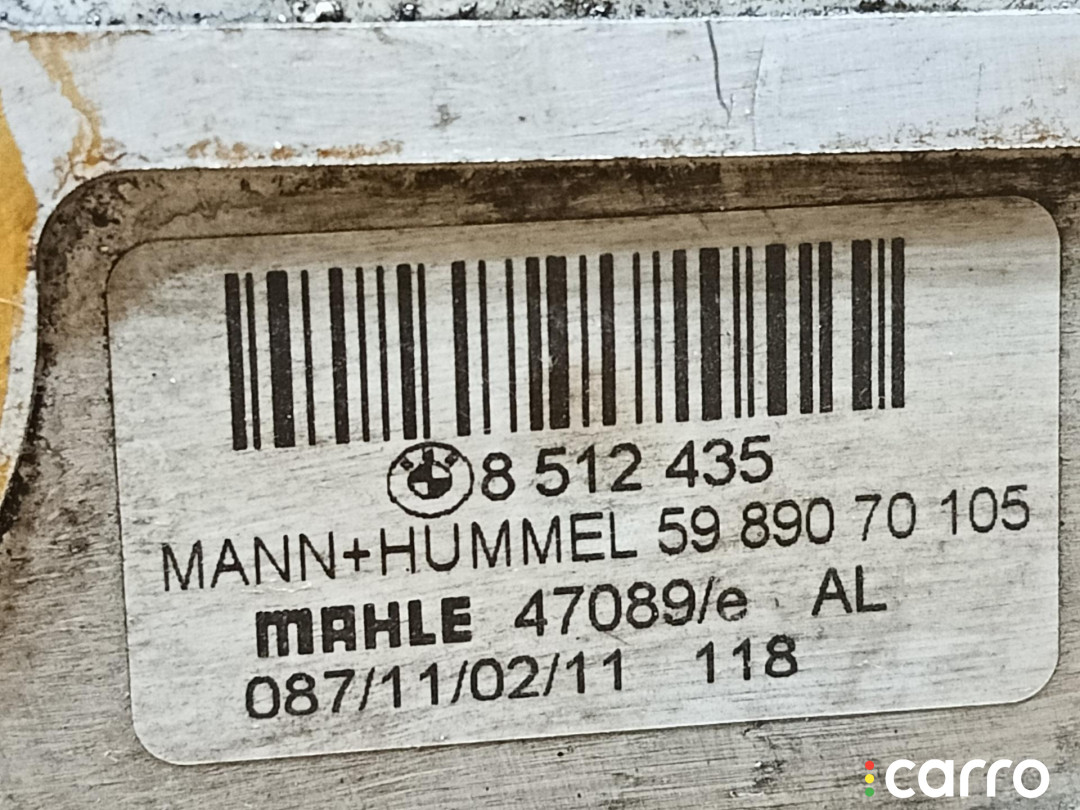 8 512 435
MANN+HUMMEL 59 890 70 105
MAHLE 47089/e AL
087/11/02/11 118
carro